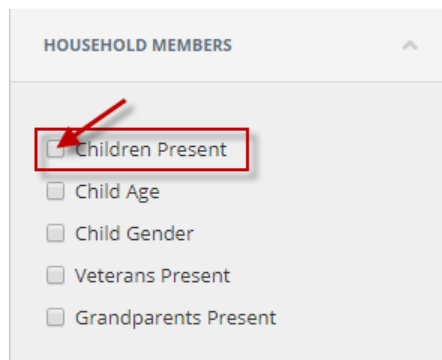 HOUSEHOLD MEMBERS
Children Present
Child Age
Child Gender
Veterans Present
Grandparents Present